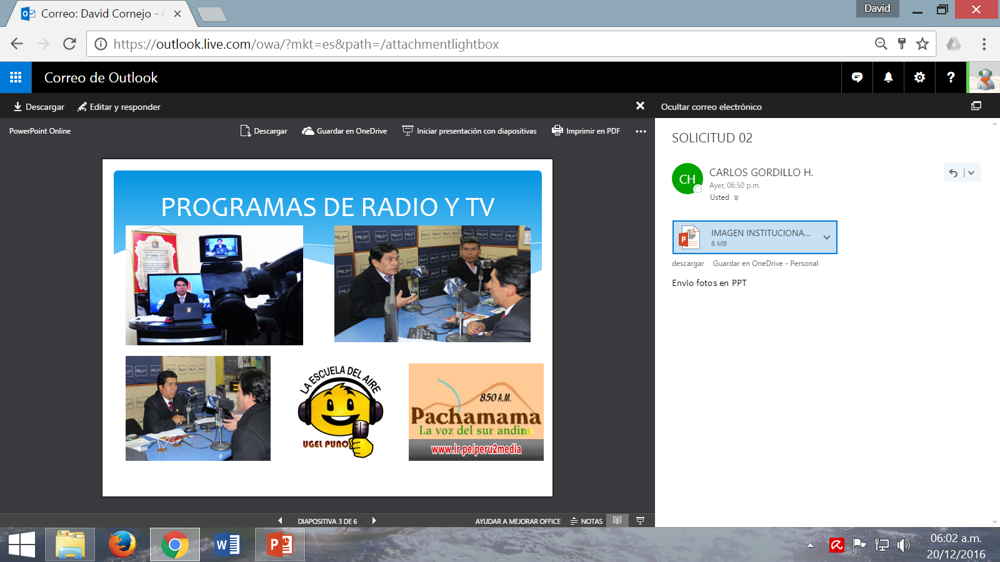 Correo: David Cornejo -
David
https://outlook.live.com/owa/?mkt=es&path=/attachmentlightbox
Correo de Outlook
?
Descargar
Editar y responder
Ocultar correo electrónico
PowerPoint Online
Descargar
Guardar en OneDrive
Iniciar presentación con diapositivas
Imprimir en PDF
SOLICITUD 02
CH
CARLOS GORDILLO H.
Ayer, 06:50 p.m.
Usted
IMAGEN INSTITUCIONA...
8 MB
descargar Guardar en OneDrive - Personal
Envio fotos en PPT
PROGRAMAS DE RADIO Y TV
FORO TV
LA ESCUELA DEL AIRE
UGEL PUNO
850 A.M.
Pachamama
La voz del sur andino
www.ir.pe/peru2media
DIAPOSITIVA 3 DE 6
AYUDAR A MEJORAR OFFICE
NOTAS
06:02 a.m.
20/12/2016